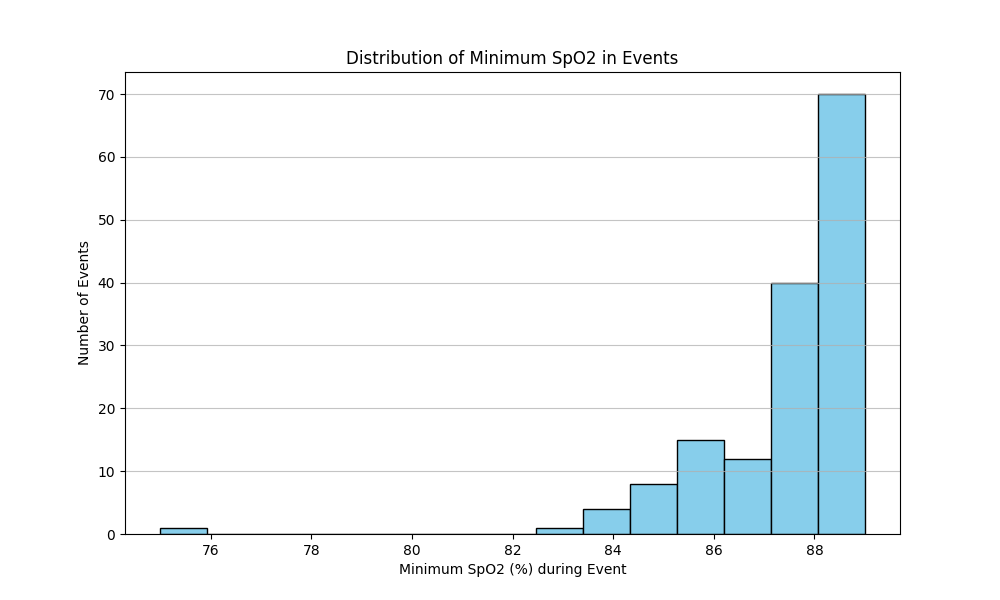 Distribution of Minimum SpO2 in Events
70
60
50
40
30
20
10
0
Number of Events
76 78 80 82 84 86 88
Minimum SpO2 (%) during Event